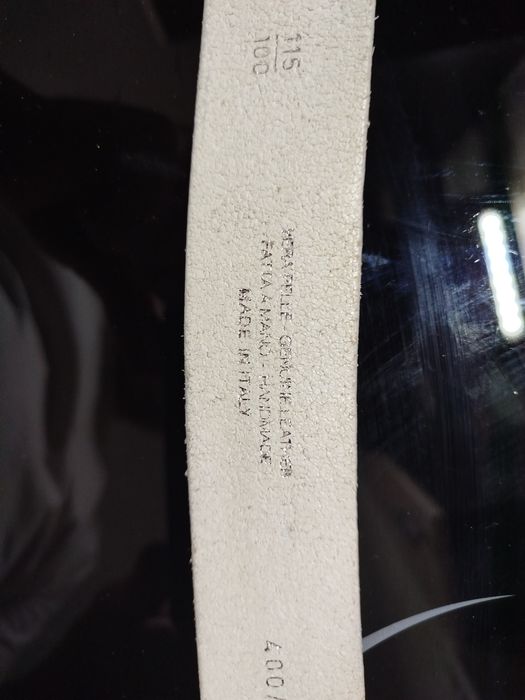 115
100
VERA PELLE - GENUINE LEATHER
FATTA A MANO - HANDMADE
MADE IN ITALY
400/